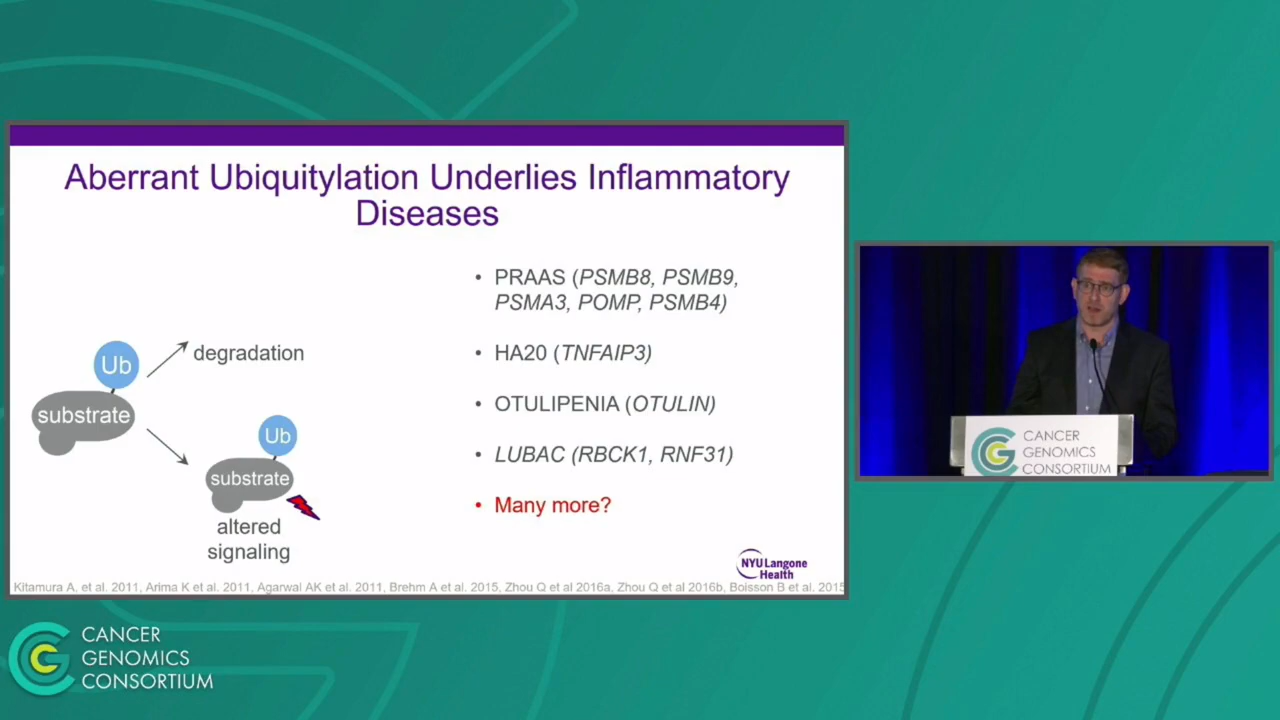 Aberrant Ubiquitylation Underlies Inflammatory
Diseases
Ub
substrate
degradation
Ub
substrate
altered
signaling
• PRAAS (PSMB8, PSMB9,
PSMA3, POMP, PSMB4)
• HA20 (TNFAIP3)
• OTULIPENIA (OTULIN)
• LUBAC (RBCK1, RNF31)
• Many more?
NYU Langone
Health
Kitamura A, et al. 2011, Arima K et al. 2011, Agarwal AK et al. 2011, Brehm A et al. 2015, Zhou Q et al 2016a, Zhou Q et al 2016b, Boisson B et al. 2015
CANCER
GENOMICS
CONSORTIUM
CANCER
GENOMICS
CONSORTIUM